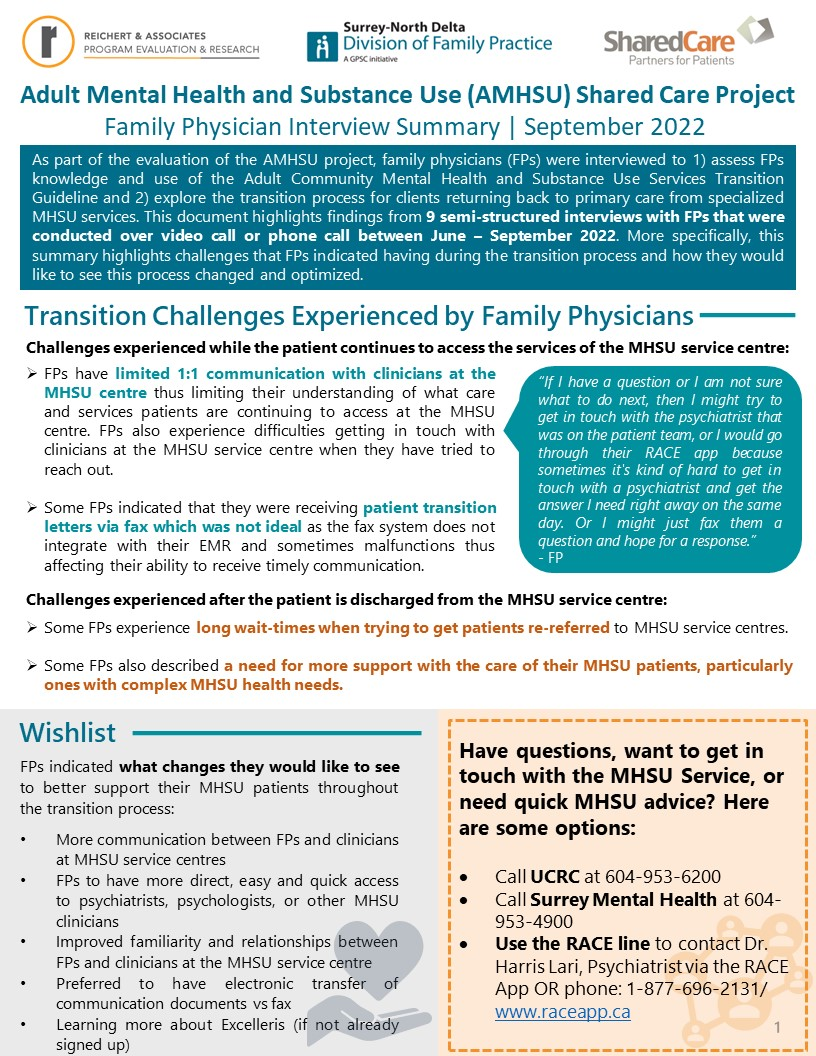 REICHERT & ASSOCIATES
PROGRAM EVALUATION & RESEARCH
Surrey-North Delta
Division of Family Practice
A GPSC initiative
SharedCare
Partners for Patients
Adult Mental Health and Substance Use (AMHSU) Shared Care Project
Family Physician Interview Summary | September 2022
As part of the evaluation of the AMHSU project, family physicians (FPs) were interviewed to 1) assess FPs
knowledge and use of the Adult Community Mental Health and Substance Use Services Transition
Guideline and 2) explore the transition process for clients returning back to primary care from specialized
MHSU services. This document highlights findings from 9 semi-structured interviews with FPs that were
conducted over video call or phone call between June – September 2022. More specifically, this
summary highlights challenges that FPs indicated having during the transition process and how they would
like to see this process changed and optimized.
Transition Challenges Experienced by Family Physicians
Challenges experienced while the patient continues to access the services of the MHSU service centre:
➢ FPs have limited 1:1 communication with clinicians at the
MHSU centre thus limiting their understanding of what care
and services patients are continuing to access at the MHSU
centre. FPs also experience difficulties getting in touch with
clinicians at the MHSU service centre when they have tried to
reach out.
➢ Some FPs indicated that they were receiving patient transition
letters via fax which was not ideal as the fax system does not
integrate with their EMR and sometimes malfunctions thus
affecting their ability to receive timely communication.
“If I have a question or I am not sure
what to do next, then I might try to
get in touch with the psychiatrist that
was on the patient team, or I would go
through their RACE app because
sometimes it's kind of hard to get in
touch with a psychiatrist and get the
answer I need right away on the same
day. Or I might just fax them a
question and hope for a response.”
- FP
Challenges experienced after the patient is discharged from the MHSU service centre:
➢ Some FPs experience long wait-times when trying to get patients re-referred to MHSU service centres.
➢ Some FPs also described a need for more support with the care of their MHSU patients, particularly
ones with complex MHSU health needs.
Wishlist
FPs indicated what changes they would like to see
to better support their MHSU patients throughout
the transition process:
• More communication between FPs and clinicians
at MHSU service centres
• FPs to have more direct, easy and quick access
to psychiatrists, psychologists, or other MHSU
clinicians
• Improved familiarity and relationships between
FPs and clinicians at the MHSU service centre
• Preferred to have electronic transfer of
communication documents vs fax
• Learning more about Excelleris (if not already
signed up)
Have questions, want to get in
touch with the MHSU Service, or
need quick MHSU advice? Here
are some options:
• Call UCRC at 604-953-6200
• Call Surrey Mental Health at 604-
953-4900
• Use the RACE line to contact Dr.
Harris Lari, Psychiatrist via the RACE
App OR phone: 1-877-696-2131/
www.raceapp.ca
1